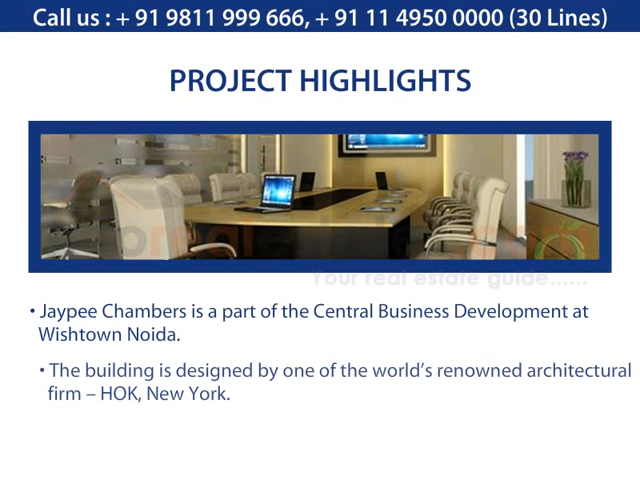 Call us : + 91 9811 999 666, + 91 11 4950 0000 (30 Lines)
PROJECT HIGHLIGHTS
Your real estate guide......
• Jaypee Chambers is a part of the Central Business Development at
Wishtown Noida.
• The building is designed by one of the world's renowned architectural
firm – HOK, New York.